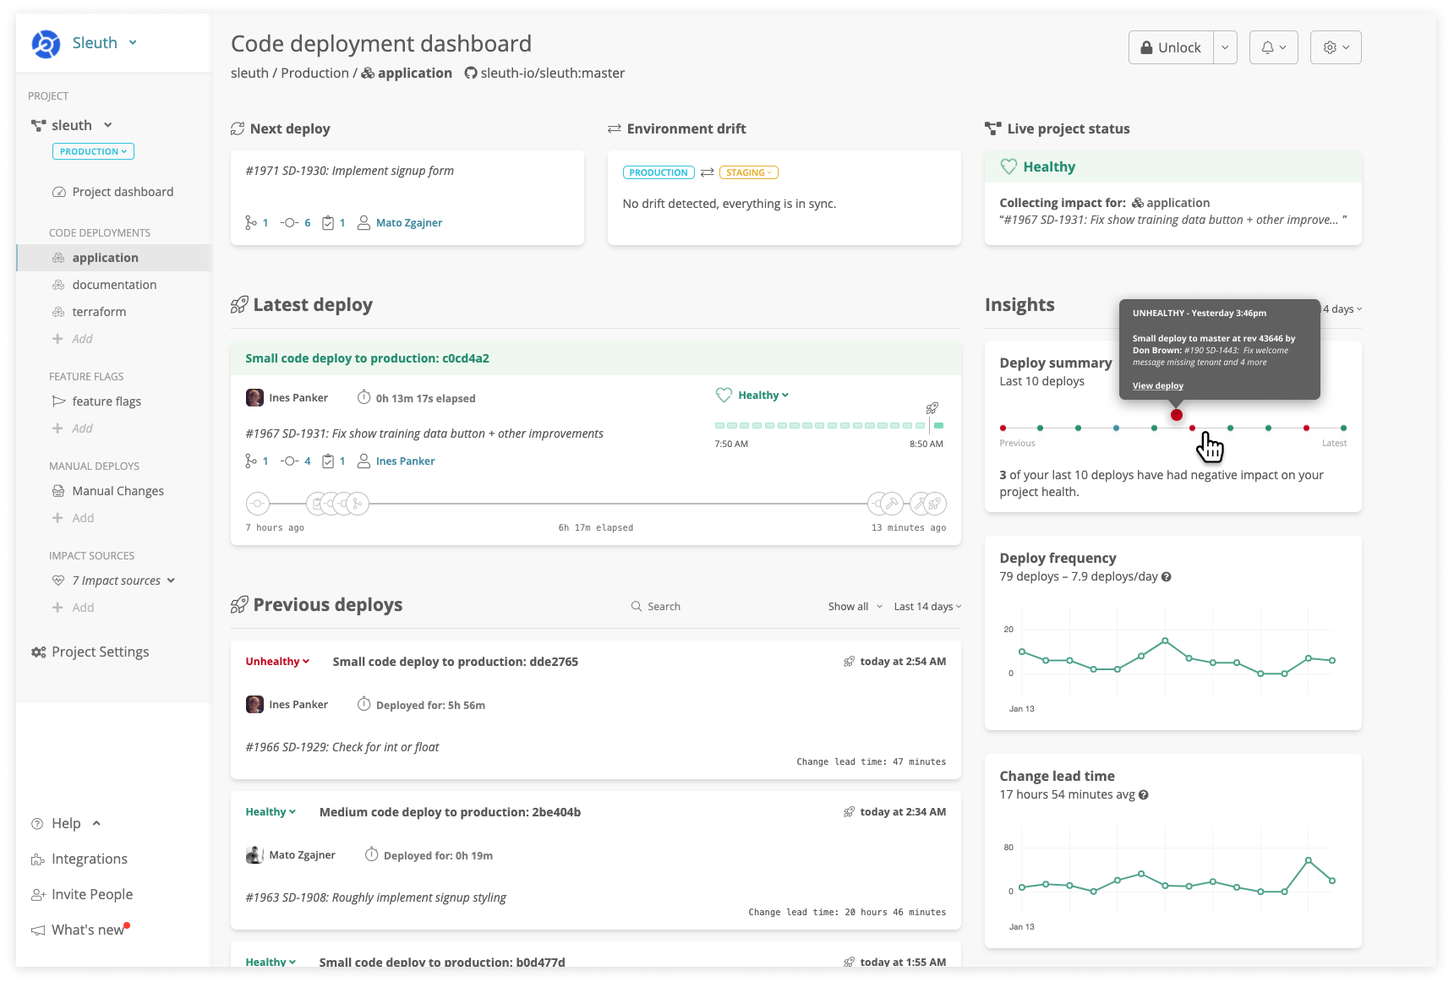 Sleuth
PROJECT
sleuth
PRODUCTION
Project dashboard
CODE DEPLOYMENTS
application
documentation
terraform
Add
FEATURE FLAGS
feature flags
Add
MANUAL DEPLOYS
Manual Changes
Add
IMPACT SOURCES
7 Impact sources
Add
Project Settings
Help
Integrations
Invite People
What's new
Code deployment dashboard
sleuth / Production / application sleuth-io/sleuth:master
Unlock
Next deploy
#1971 SD-1930: Implement signup form
1 6 1 Mato Zgajner
Environment drift
PRODUCTION STAGING
No drift detected, everything is in sync.
Live project status
Healthy
Collecting impact for: application
"#1967 SD-1931: Fix show training data button + other improve... "
Latest deploy
Small code deploy to production: c0cd4a2
Ines Panker 0h 13m 17s elapsed
Healthy
#1967 SD-1931: Fix show training data button + other improvements
7:50 AM 8:50 AM
1 4 1 Ines Panker
7 hours ago 6h 17m elapsed 13 minutes ago
Previous deploys
Search
Show all Last 14 days
Unhealthy Small code deploy to production: dde2765 today at 2:54 AM
Ines Panker Deployed for: 5h 56m
#1966 SD-1929: Check for int or float
Change lead time: 47 minutes
Healthy Medium code deploy to production: 2be404b today at 2:34 AM
Mato Zgajner Deployed for: 0h 19m
#1963 SD-1908: Roughly implement signup styling
Change lead time: 20 hours 46 minutes
Healthy Small code deploy to production: b0d477d today at 1:55 AM
Insights
4 days
UNHEALTHY - Yesterday 3:46pm
Small deploy to master at rev 43646 by
Don Brown: #190 SD-1443: Fix welcome
message missing tenant and 4 more
View deploy
Deploy summary
Last 10 deploys
Previous Latest
3 of your last 10 deploys have had negative impact on your
project health.
Deploy frequency
79 deploys – 7.9 deploys/day
20
0
Jan 13
Change lead time
17 hours 54 minutes avg
80
0
Jan 13